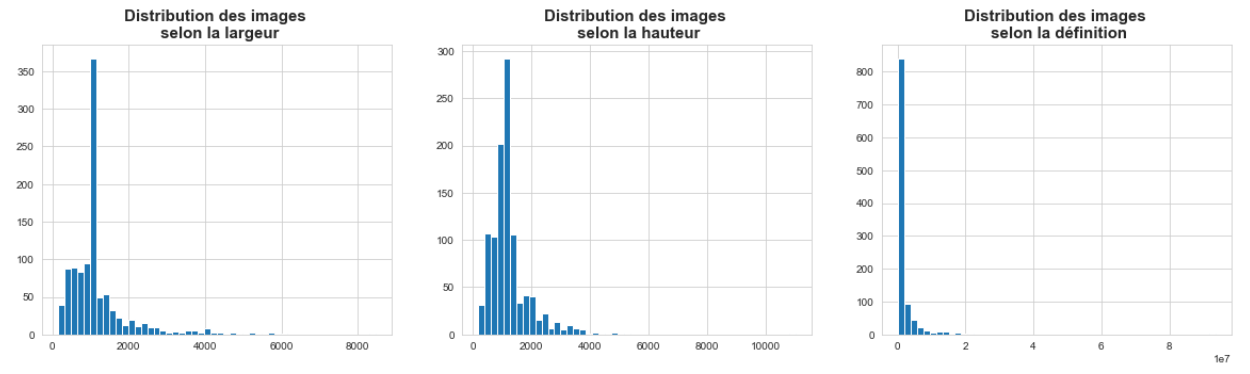 Distribution des images
selon la largeur
350
300
250
200
150
100
50
0
0 2000 4000 6000 8000
Distribution des images
selon la hauteur
300
250
200
150
100
50
0
0 2000 4000 6000 8000 10000
Distribution des images
selon la définition
800
700
600
500
400
300
200
100
0
0 2 4 6 8
1e7